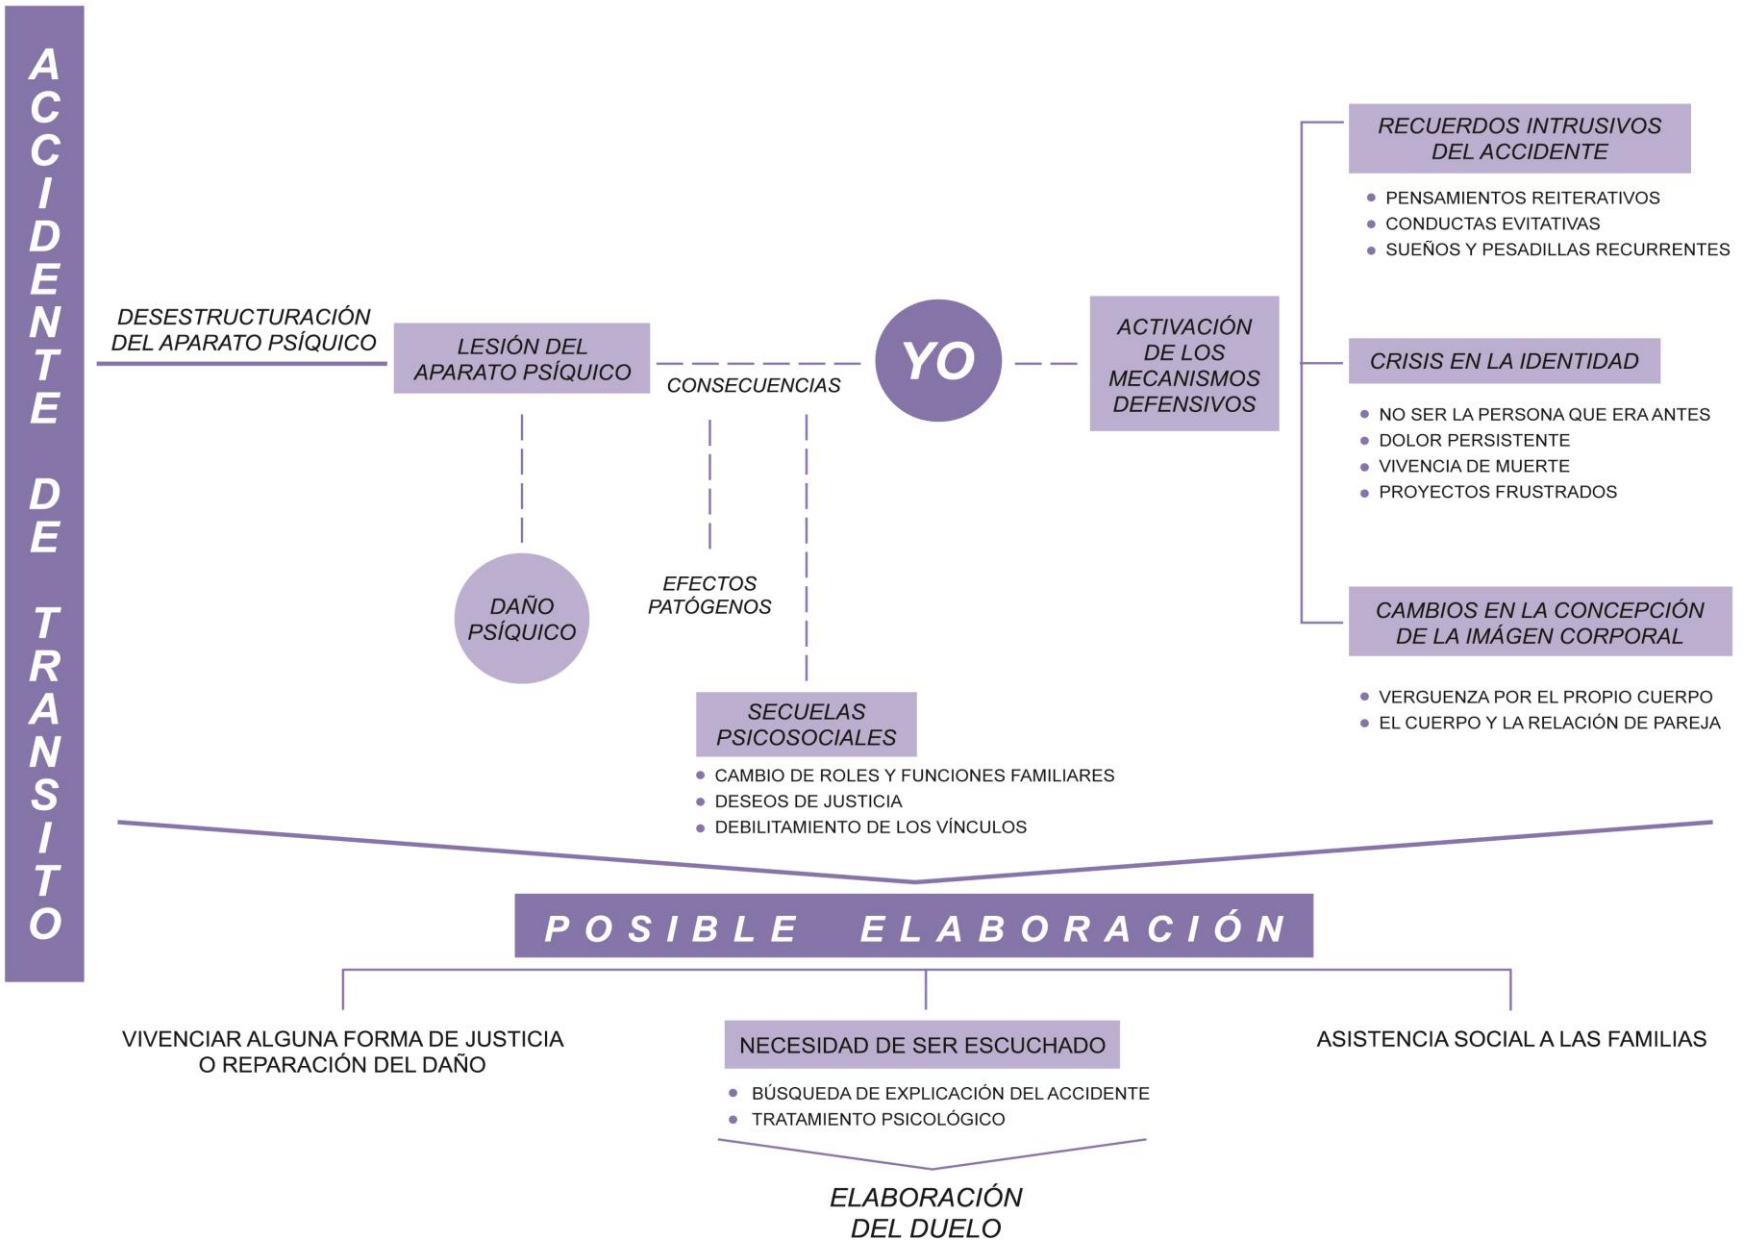 ACCIDENTE DE TRANSITO
DESESTRUCTURACIÓN
DEL APARATO PSÍQUICO
LESIÓN DEL
APARATO PSÍQUICO
CONSECUENCIAS
DAÑO
PSÍQUICO
EFECTOS
PATÓGENOS
SECUELAS
PSICOSOCIALES
CAMBIO DE ROLES Y FUNCIONES FAMILIARES
DESEOS DE JUSTICIA
DEBILITAMIENTO DE LOS VÍNCULOS
YO
ACTIVACIÓN
DE LOS
MECANISMOS
DEFENSIVOS
RECUERDOS INTRUSIVOS
DEL ACCIDENTE
PENSAMIENTOS REITERATIVOS
CONDUCTAS EVITATIVAS
SUEÑOS Y PESADILLAS RECURRENTES
CRISIS EN LA IDENTIDAD
NO SER LA PERSONA QUE ERA ANTES
DOLOR PERSISTENTE
VIVENCIA DE MUERTE
PROYECTOS FRUSTRADOS
CAMBIOS EN LA CONCEPCIÓN
DE LA IMÁGEN CORPORAL
VERGUENZA POR EL PROPIO CUERPO
EL CUERPO Y LA RELACIÓN DE PAREJA
POSIBLE ELABORACIÓN
VIVENCIAR ALGUNA FORMA DE JUSTICIA
O REPARACIÓN DEL DAÑO
NECESIDAD DE SER ESCUCHADO
BÚSQUEDA DE EXPLICACIÓN DEL ACCIDENTE
TRATAMIENTO PSICOLÓGICO
ASISTENCIA SOCIAL A LAS FAMILIAS
ELABORACIÓN
DEL DUELO